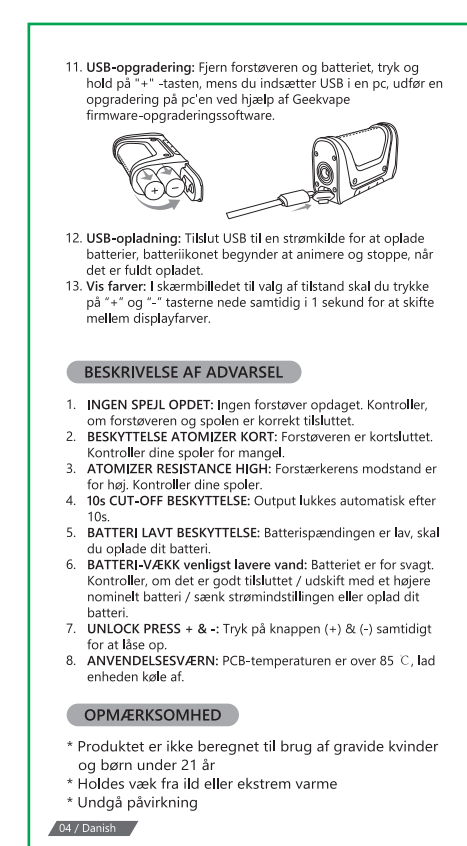 11. USB-opgradering: Fjern forstøveren og batteriet, tryk og
hold på "+" -tasten, mens du indsætter USB i en pc, udfør en
opgradering på pc'en ved hjælp af Geekvape
firmware-opgraderingssoftware.
+ −
12. USB-opladning: Tilslut USB til en strømkilde for at oplade
batterier, batteriikonet begynder at animere og stoppe, når
det er fuldt opladet.
13. Vis farver: I skærmbilledet til valg af tilstand skal du trykke
på "+" og "-" tasterne nede samtidig i 1 sekund for at skifte
mellem displayfarver.
BESKRIVELSE AF ADVARSEL
1. INGEN SPEJL OPDET: Ingen forstøver opdaget. Kontroller,
om forstøveren og spolen er korrekt tilsluttet.
2. BESKYTTELSE ATOMIZER KORT: Forstøveren er kortsluttet.
Kontroller dine spoler for mangel.
3. ATOMIZER RESISTANCE HIGH: Forstærkerens modstand er
for høj. Kontroller dine spoler.
4. 10s CUT-OFF BESKYTTELSE: Output lukkes automatisk efter
10s.
5. BATTERI LAVT BESKYTTELSE: Batterispændingen er lav, skal
du oplade dit batteri.
6. BATTERI-VÆKK venligst lavere vand: Batteriet er for svagt.
Kontroller, om det er godt tilsluttet / udskift med et højere
nominelt batteri / sænk strømindstillingen eller oplad dit
batteri.
7. UNLOCK PRESS + & -: Tryk på knappen (+) & (-) samtidigt
for at låse op.
8. ANVENDELSESVÆRN: PCB-temperaturen er over 85 ℃, lad
enheden køle af.
OPMÆRKSOMHED
* Produktet er ikke beregnet til brug af gravide kvinder
og børn under 21 år
* Holdes væk fra ild eller ekstrem varme
* Undgå påvirkning
04 / Danish